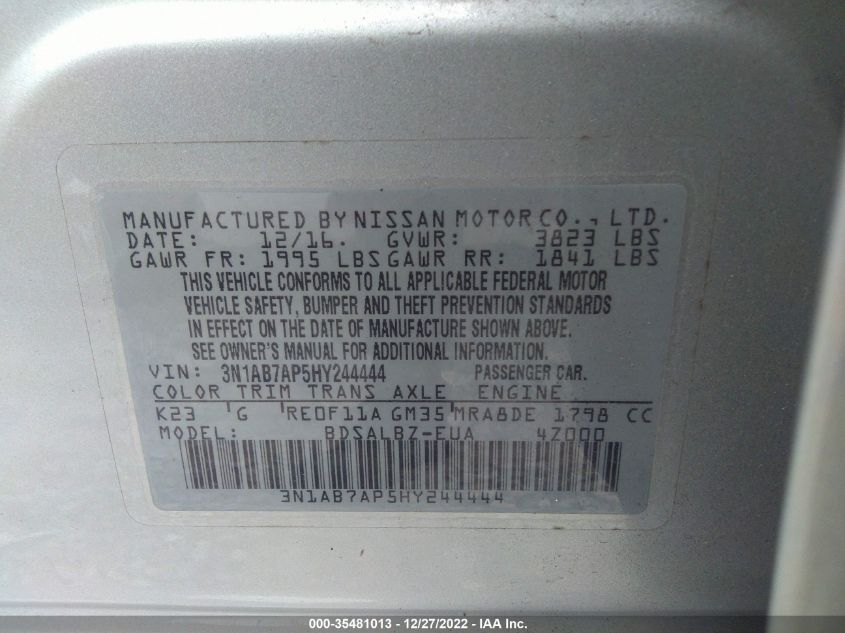 MANUFACTURED BY NISSAN MOTOR CO., LTD.
DATE: 12/16. GVWR: 3823 LBS
GAWR FR: 1995 LBS GAWR RR: 1841 LBS
THIS VEHICLE CONFORMS TO ALL APPLICABLE FEDERAL MOTOR
VEHICLE SAFETY, BUMPER AND THEFT PREVENTION STANDARDS
IN EFFECT ON THE DATE OF MANUFACTURE SHOWN ABOVE.
SEE OWNER'S MANUAL FOR ADDITIONAL INFORMATION.
VIN: 3N1AB7AP5HY244444 PASSENGER CAR.
COLOR TRIM TRANS AXLE ENGINE
K23 G RE0F11A GM35 MRA8DE 1798 CC
MODEL: BDSALBZ-EUA 4Z000
3N1AB7AP5HY244444
000-35481013 - 12/27/2022 - IAA Inc.